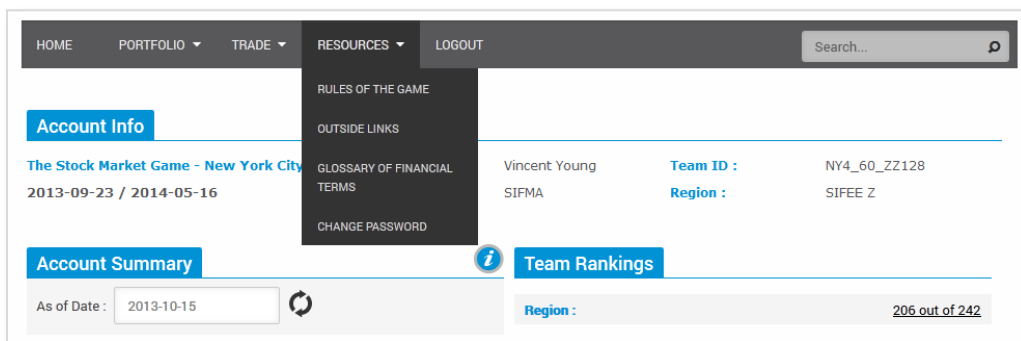 HOME PORTFOLIO TRADE RESOURCES LOGOUT Search...
RULES OF THE GAME
OUTSIDE LINKS
GLOSSARY OF FINANCIAL
TERMS
CHANGE PASSWORD
Account Info
The Stock Market Game - New York City Vincent Young Team ID : NY4_60_ZZ128
2013-09-23 / 2014-05-16 SIFMA Region : SIFEE Z
Account Summary i Team Rankings
As of Date : 2013-10-15 Region : 206 out of 242